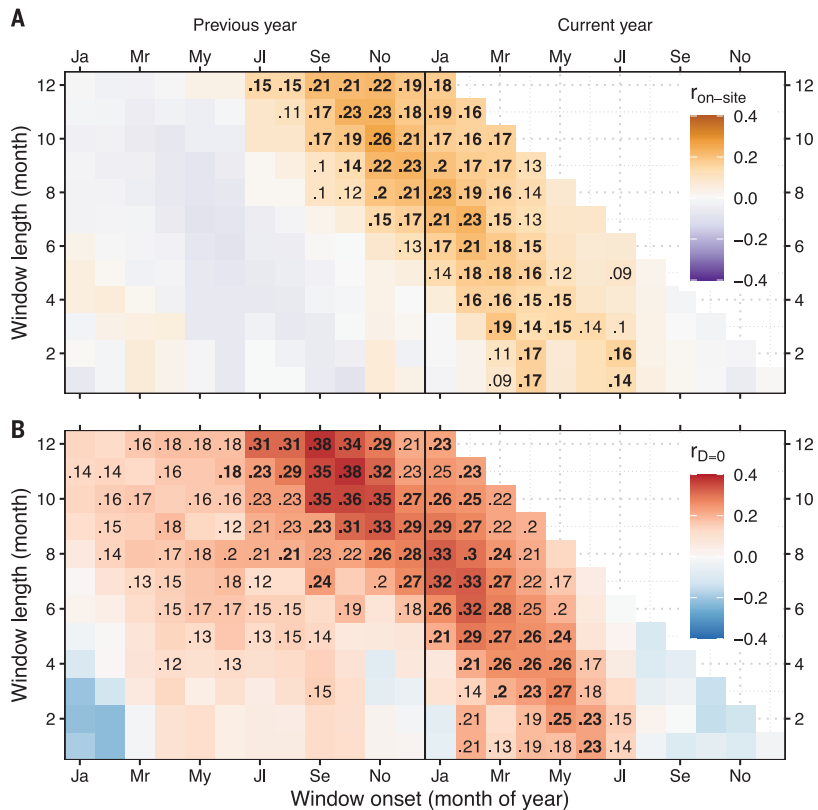 A
Previous year Current year
Ja Mr My Jl Se No Ja Mr My Jl Se No
12 .15 .15 .21 .21 .22 .19 .18 12
.11 .17 .23 .23 .18 .19 .16 r on−site
10 .17 .19 .26 .21 .17 .16 .17 0.4 10
.1 .14 .22 .23 .2 .17 .17 .13 0.2
8 .1 .12 .2 .21 .23 .19 .16 .14 0.0 8
.15 .17 .21 .23 .15 .13 −0.2
6 .13 .17 .21 .18 .15 −0.4 6
.14 .18 .18 .16 .12 .09
4 .16 .16 .15 .15 4
.19 .14 .15 .14 .1
2 .11 .17 .16 2
.09 .17 .14
Window length (month)
B
12 .16 .18 .18 .18 .31 .31 .38 .34 .29 .21 .23 12
.14 .14 .16 .18 .23 .29 .35 .38 .32 .23 .25 .23 r D=0
10 .16 .17 .16 .16 .23 .23 .35 .36 .35 .27 .26 .25 .22 0.4 10
.15 .18 .12 .21 .23 .23 .31 .33 .29 .29 .27 .22 .2 0.2
8 .14 .17 .18 .2 .21 .21 .23 .22 .26 .28 .33 .3 .24 .21 0.0 8
.13 .15 .18 .12 .24 .2 .27 .32 .33 .27 .22 .17 −0.2
6 .15 .17 .17 .15 .15 .19 .18 .26 .32 .28 .25 .2 −0.4 6
.13 .13 .15 .14 .21 .29 .27 .26 .24
4 .12 .13 .21 .26 .26 .26 .17 4
.15 .14 .2 .23 .27 .18
2 .21 .19 .25 .23 .15 2
.21 .13 .19 .18 .23 .14
Window length (month)
Ja Mr My Jl Se No Ja Mr My Jl Se No
Window onset (month of year)